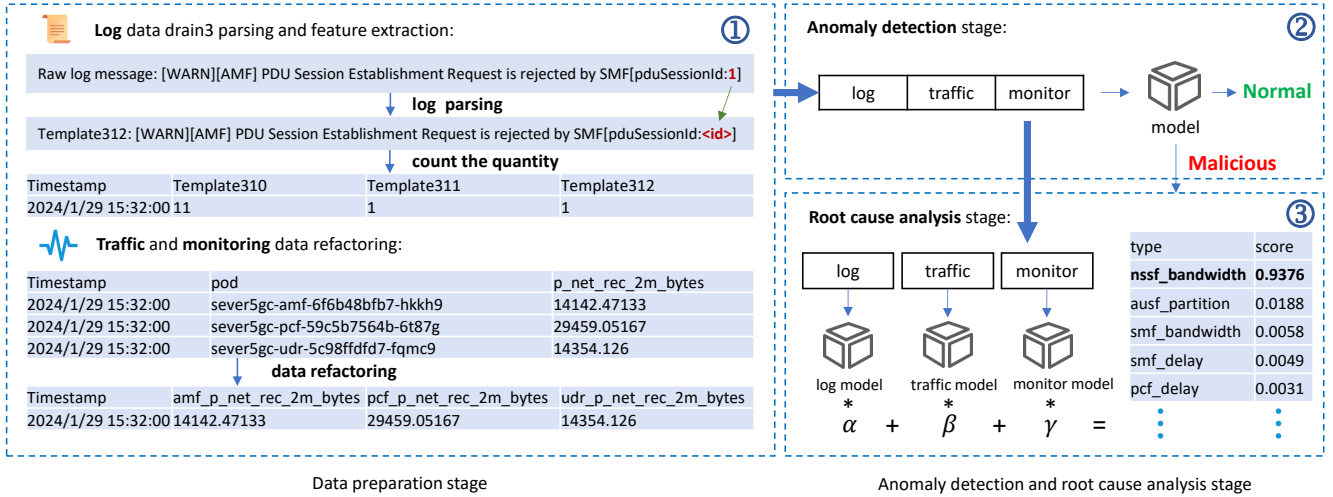 Log data drain3 parsing and feature extraction:
①
Raw log message: [WARN][AMF] PDU Session Establishment Request is rejected by SMF[pduSessionId:1]
log parsing
Template312: [WARN][AMF] PDU Session Establishment Request is rejected by SMF[pduSessionId:<id>]
count the quantity
Timestamp Template310 Template311 Template312
2024/1/29 15:32:00 11 1 1
Traffic and monitoring data refactoring:
Timestamp pod p_net_rec_2m_bytes
2024/1/29 15:32:00 sever5gc-amf-6f6b48bfb7-hkkh9 14142.47133
2024/1/29 15:32:00 sever5gc-pcf-59c5b7564b-6t87g 29459.05167
2024/1/29 15:32:00 sever5gc-udr-5c98ffdfd7-fqmc9 14354.126
data refactoring
Timestamp amf_p_net_rec_2m_bytes pcf_p_net_rec_2m_bytes udr_p_net_rec_2m_bytes
2024/1/29 15:32:00 14142.47133 29459.05167 14354.126
Data preparation stage
Anomaly detection stage:
②
log traffic monitor
model
Normal
Malicious
Root cause analysis stage:
③
log traffic monitor
log model traffic model monitor model
* * *
α + β + γ =
type score
nssf_bandwidth 0.9376
ausf_partition 0.0188
smf_bandwidth 0.0058
smf_delay 0.0049
pcf_delay 0.0031
Anomaly detection and root cause analysis stage